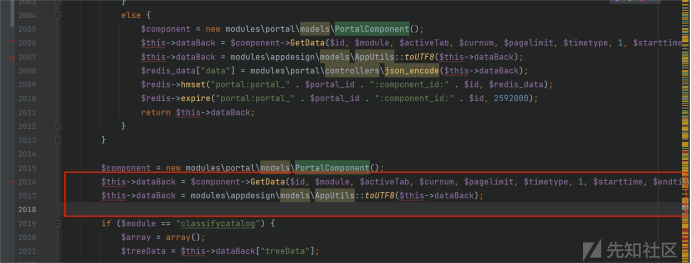 2003 }
2004 else {
2005 $component = new modules\portal\models\PortalComponent();
2006 $this->dataBack = $component->GetData($id, $module, $activeTab, $curnum, $pagelimit, $timetype, 1, $starttime
2007 $this->dataBack = modules\appdesign\models\AppUtils::toUTF8($this->dataBack);
2008 $redis_data["data"] = modules\portal\controllers\json_encode($this->dataBack);
2009 $redis->hmset("portal:portal_" . $portal_id . ":component_id:" . $id, $redis_data);
2010 $redis->expire("portal:portal_" . $portal_id . ":component_id:" . $id, 2592000);
2011 return $this->dataBack;
2012 }
2013 }
2014
2015 $component = new modules\portal\models\PortalComponent();
2016 $this->dataBack = $component->GetData($id, $module, $activeTab, $curnum, $pagelimit, $timetype, 1, $starttime, $endti
2017 $this->dataBack = modules\appdesign\models\AppUtils::toUTF8($this->dataBack);
2018
2019 if ($module == "classifycatalog") {
2020 $array = array();
2021 $treeData = $this->dataBack["treeData"];
先知社区